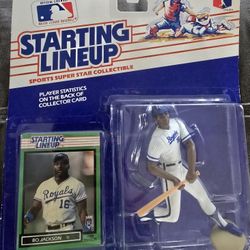 STARTING
LINEUP
SPORTS SUPER STAR COLLECTIBLE
PLAYER STATISTICS
ON THE BACK OF
COLLECTOR CARD
STARTING
LINEUP
Royals
16
BO JACKSON
Royals